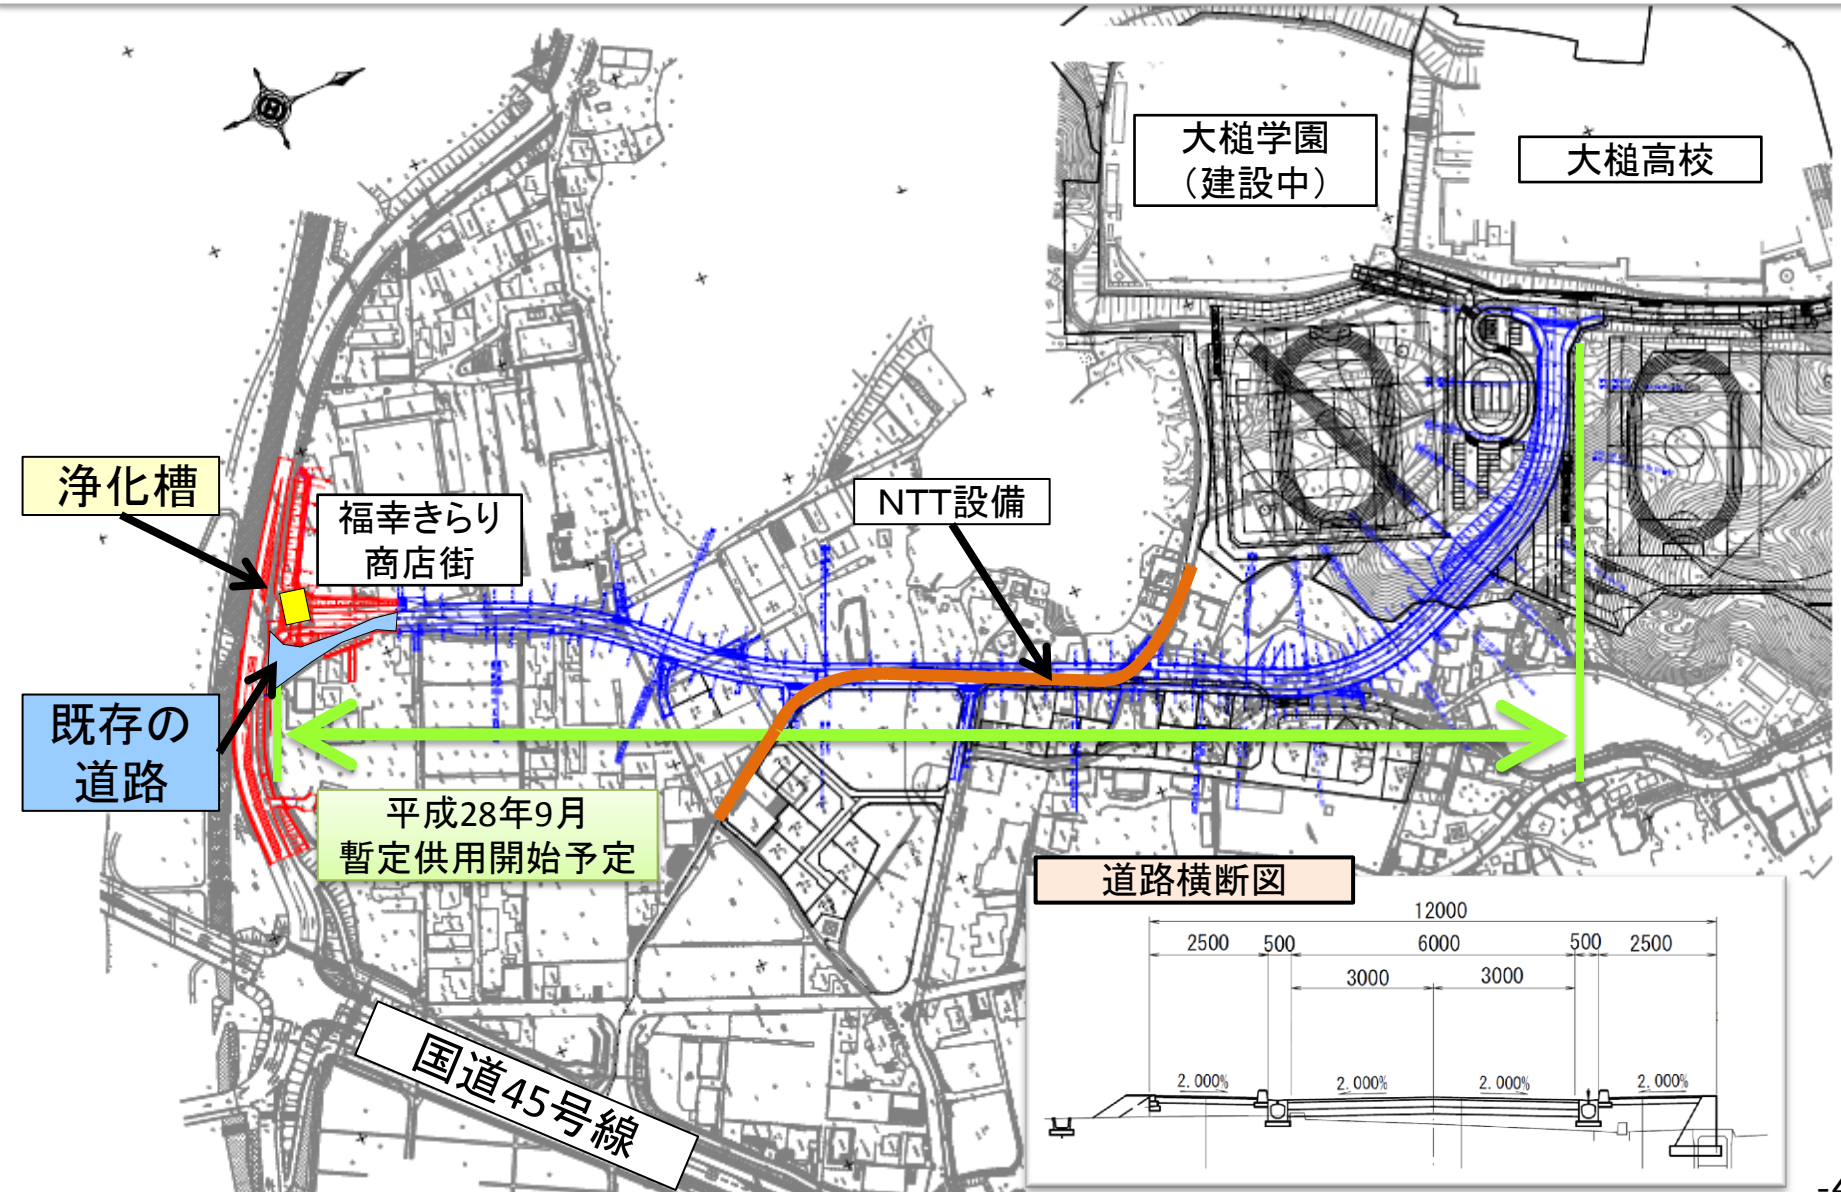 大槌学園
（建設中）
大槌高校
浄化槽
福幸きらり
商店街
NTT設備
既存の
道路
平成28年9月
暫定供用開始予定
国道45号線
道路横断図
12000
2500 500 6000 500 2500
3000 3000
2.000% 2.000% 2.000% 2.000%